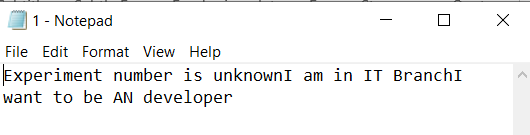 1 - Notepad
File Edit Format View Help
Experiment number is unknownI am in IT BranchI
want to be AN developer